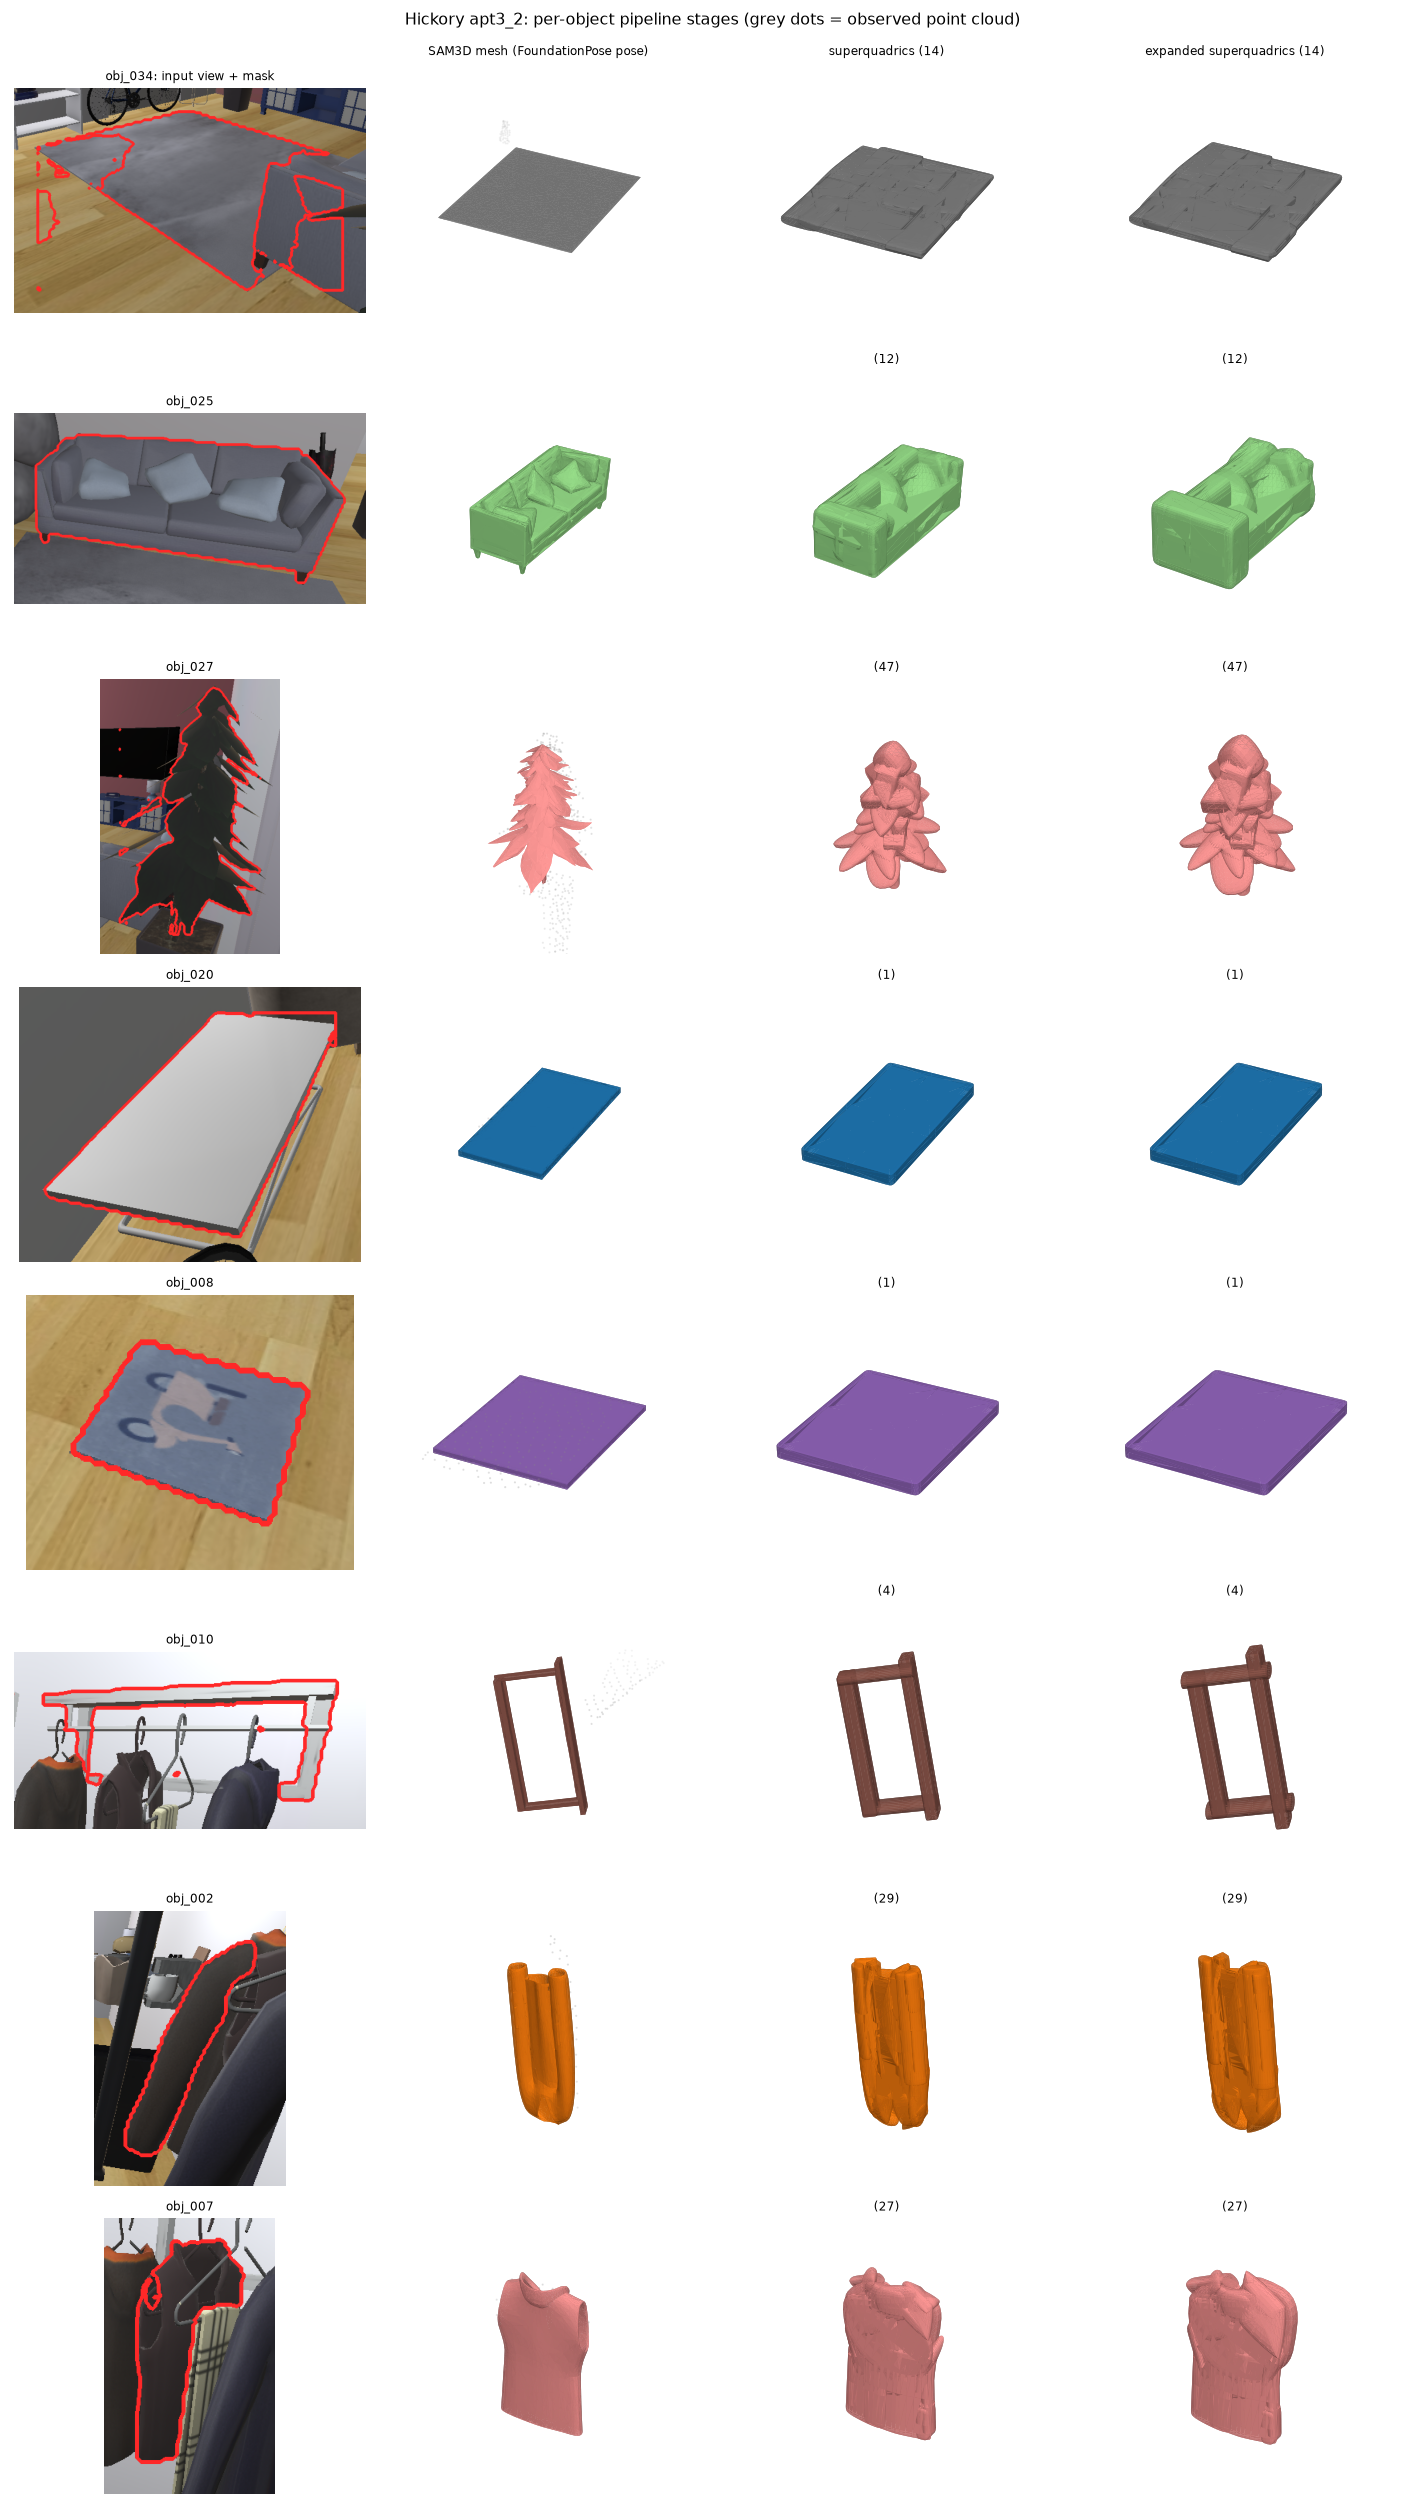 Hickory apt3_2: per-object pipeline stages (grey dots = observed point cloud)
SAM3D mesh (FoundationPose pose)
superquadrics (14)
expanded superquadrics (14)
obj_034: input view + mask
(12)
(12)
obj_025
obj_027
(47)
(47)
obj_020
(1)
(1)
obj_008
(1)
(1)
(4)
(4)
obj_010
obj_002
(29)
(29)
obj_007
(27)
(27)